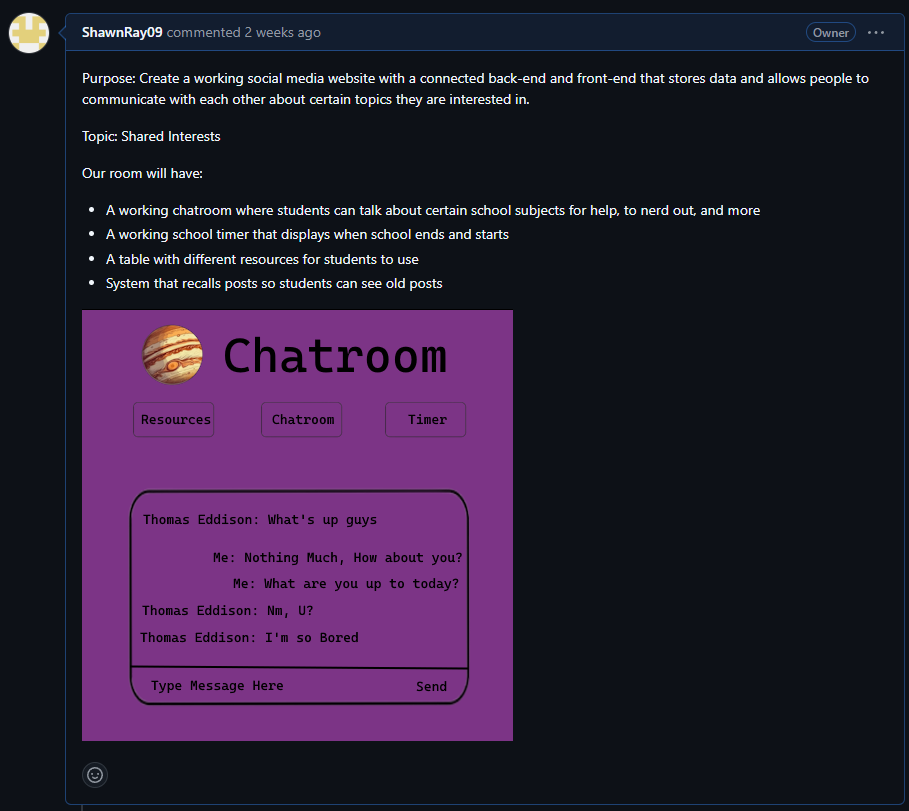 ShawnRay09 commented 2 weeks ago Owner
Purpose: Create a working social media website with a connected back-end and front-end that stores data and allows people to
communicate with each other about certain topics they are interested in.
Topic: Shared Interests
Our room will have:
• A working chatroom where students can talk about certain school subjects for help, to nerd out, and more
• A working school timer that displays when school ends and starts
• A table with different resources for students to use
• System that recalls posts so students can see old posts
Chatroom
Resources Chatroom Timer
Thomas Eddison: What's up guys
Me: Nothing Much, How about you?
Me: What are you up to today?
Thomas Eddison: Nm, U?
Thomas Eddison: I'm so Bored
Type Message Here Send